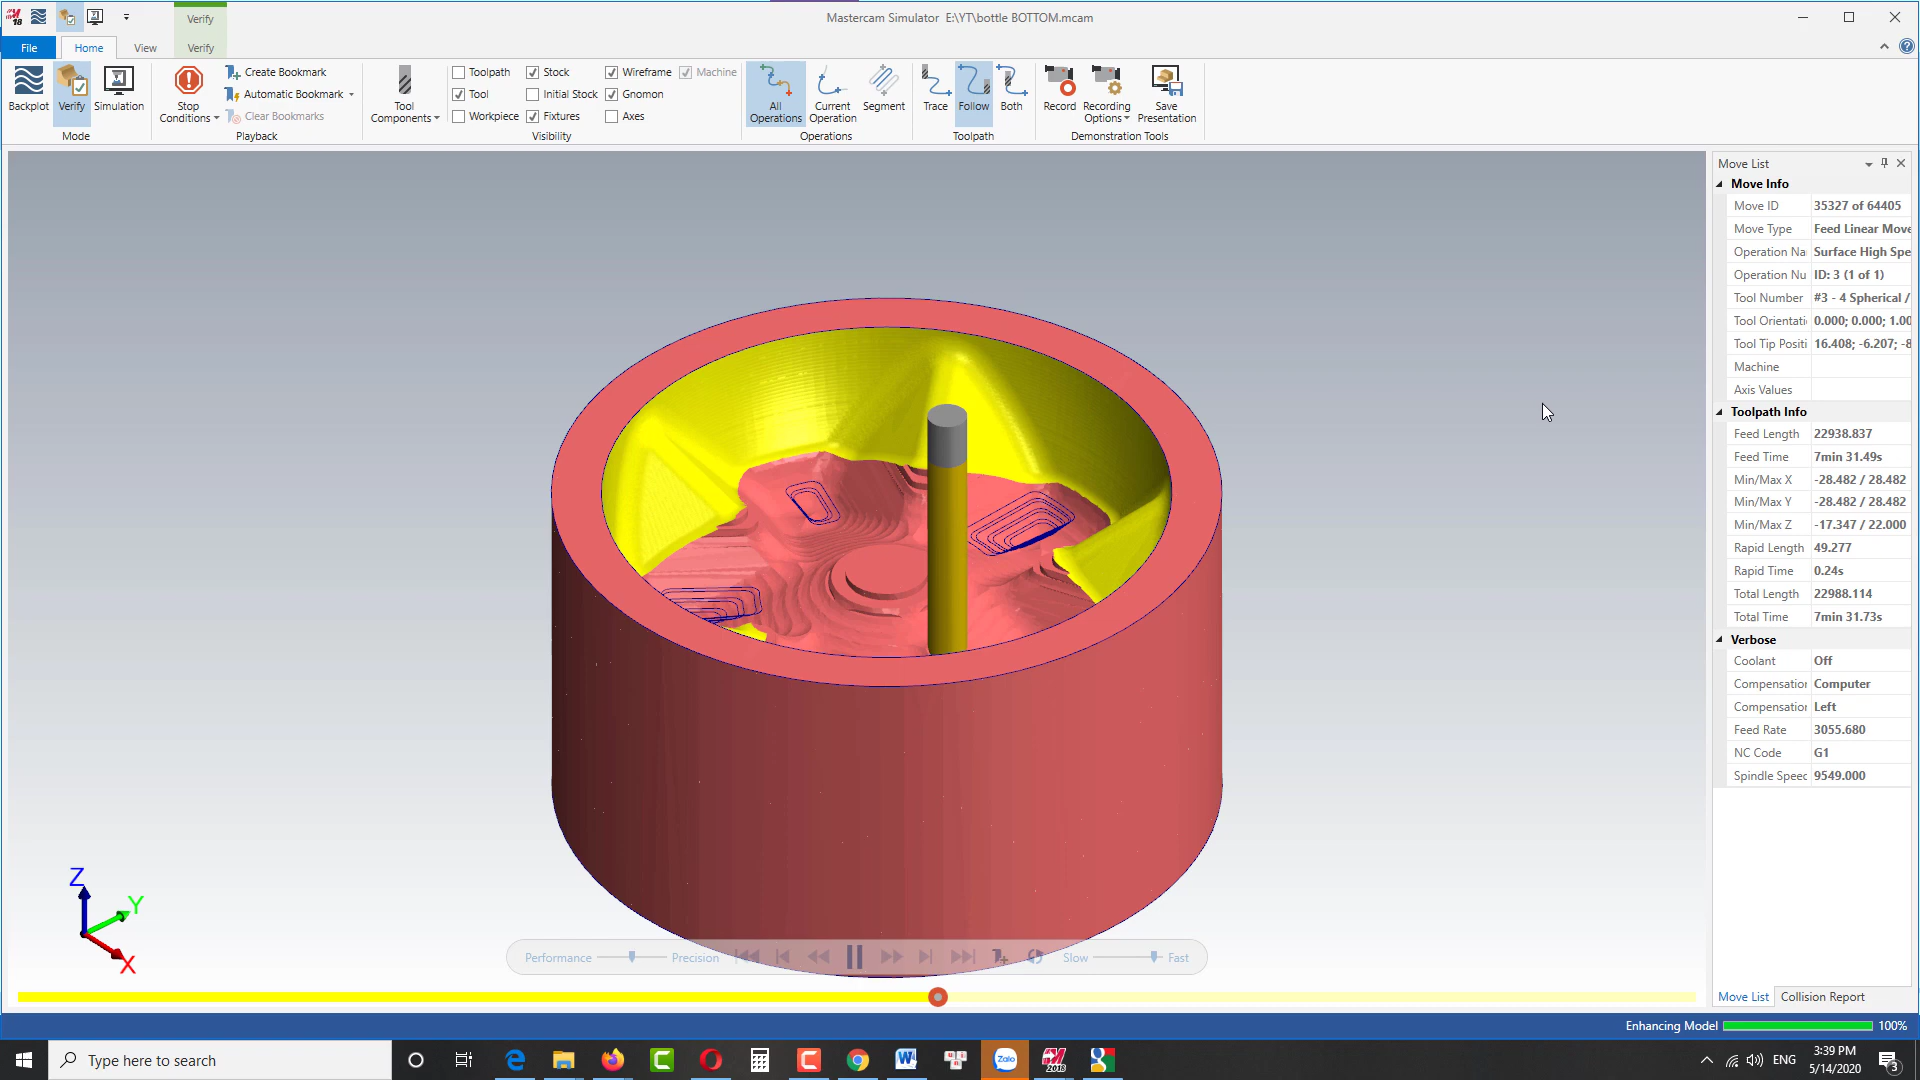 Verify
Mastercam Simulator E:\YT\bottle BOTTOM.mcam
File
Home
View
Verify
Backplot
Verify
Simulation
Mode
Stop
Conditions
Create Bookmark
Automatic Bookmark
Clear Bookmarks
Playback
Tool
Components
Toolpath
Stock
Wireframe
Machine
Tool
Initial Stock
Gnomon
Workpiece
Fixtures
Axes
Visibility
All
Operations
Current
Operation
Segment
Operations
Trace
Follow
Both
Toolpath
Record
Recording
Options
Save
Presentation
Demonstration Tools
Move List
Move Info
Move ID 35327 of 64405
Move Type Feed Linear Move
Operation Na Surface High Spe
Operation Nu ID: 3 (1 of 1)
Tool Number #3 - 4 Spherical /
Tool Orientati 0.000; 0.000; 1.00
Tool Tip Positi 16.408; -6.207; -8
Machine
Axis Values
Toolpath Info
Feed Length 22938.837
Feed Time 7min 31.49s
Min/Max X -28.482 / 28.482
Min/Max Y -28.482 / 28.482
Min/Max Z -17.347 / 22.000
Rapid Length 49.277
Rapid Time 0.24s
Total Length 22988.114
Total Time 7min 31.73s
Verbose
Coolant Off
Compensation Computer
Compensation Left
Feed Rate 3055.680
NC Code G1
Spindle Speed 9549.000
Z
Y
X
Performance
Precision
Slow
Fast
Move List
Collision Report
Enhancing Model
100%
Type here to search
Zalo
2018
ENG
3:39 PM
5/14/2020
3